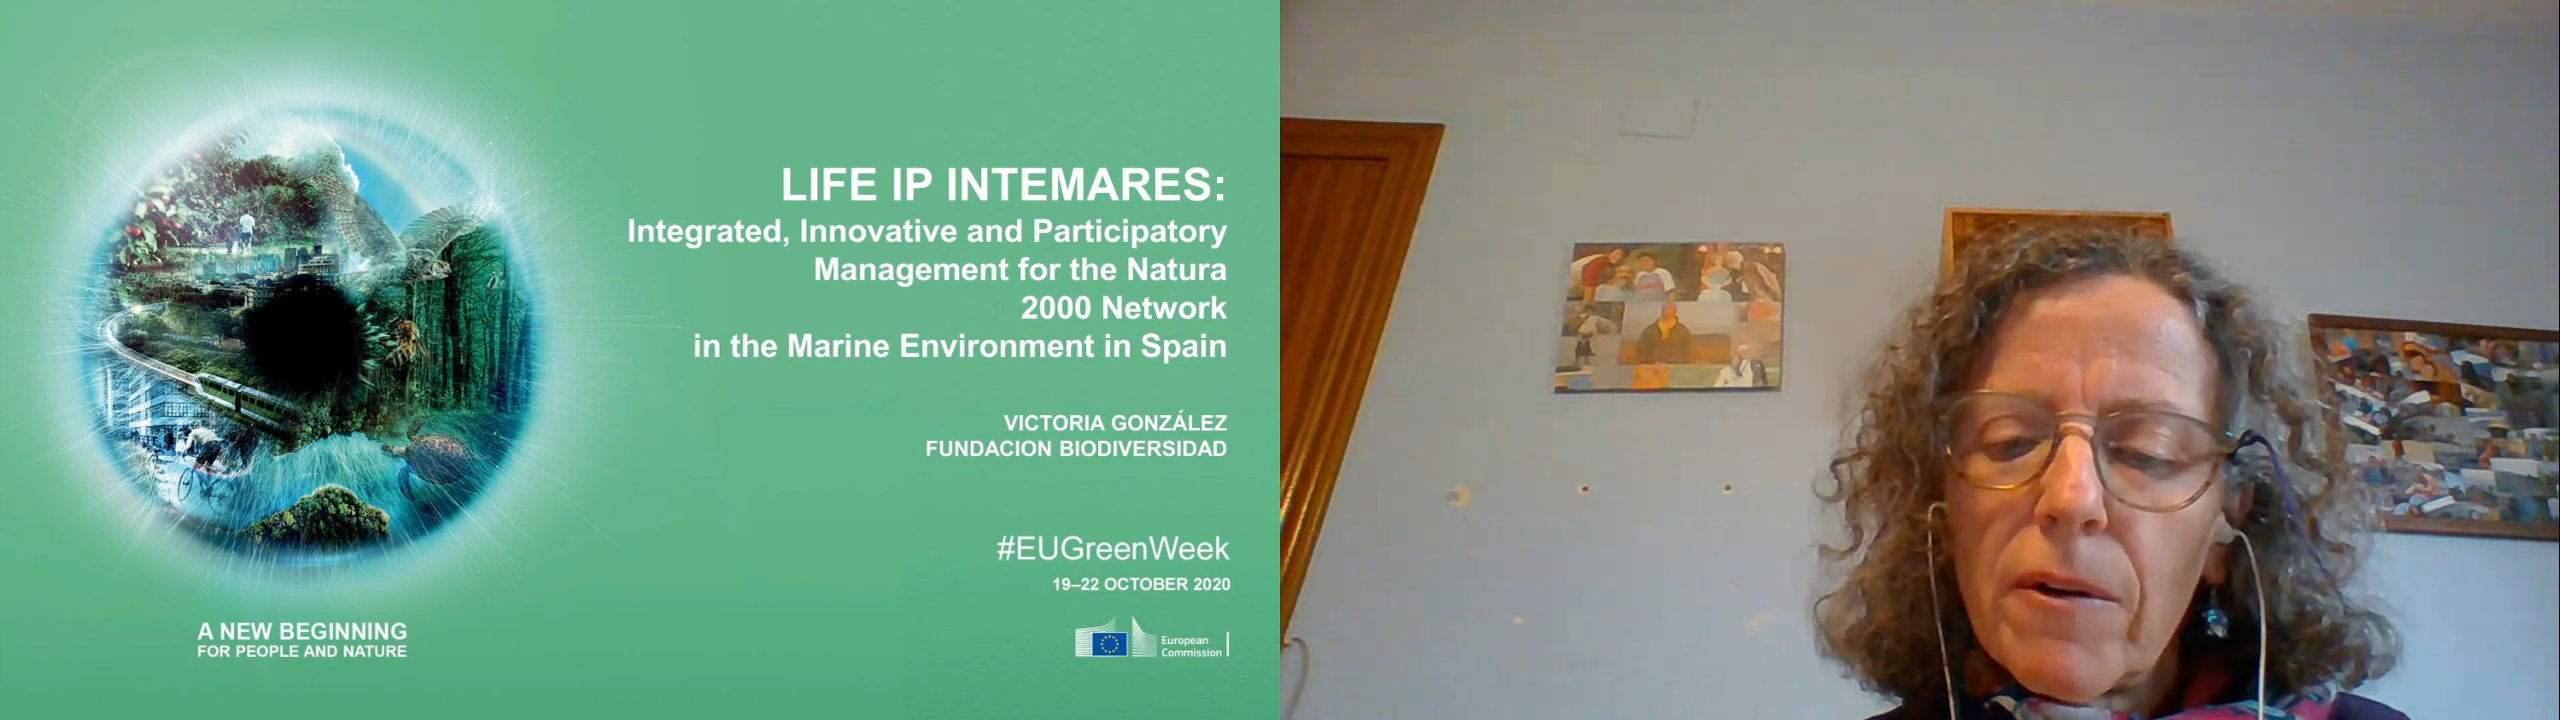 LIFE IP INTEMARES:
Integrated, Innovative and Participatory
Management for the Natura
2000 Network
in the Marine Environment in Spain
VICTORIA GONZÁLEZ
FUNDACION BIODIVERSIDAD
#EUGreenWeek
19–22 OCTOBER 2020
A NEW BEGINNING
FOR PEOPLE AND NATURE
European
Commission